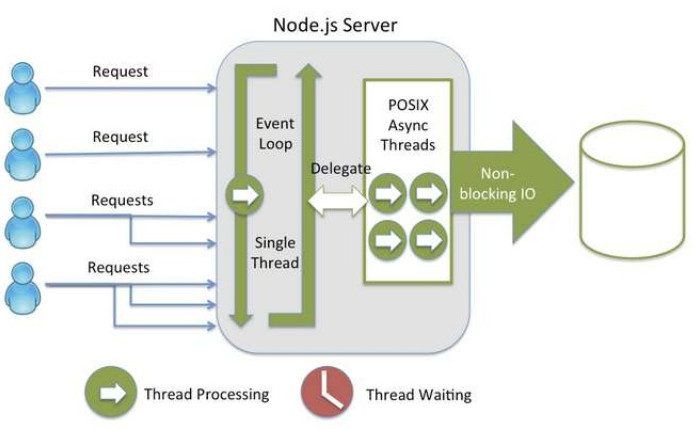 Node.js Server
Request
Request
Requests
Requests
Event
Loop
Single
Thread
Delegate
POSIX
Async
Threads
Non-
blocking IO
Thread Processing
Thread Waiting